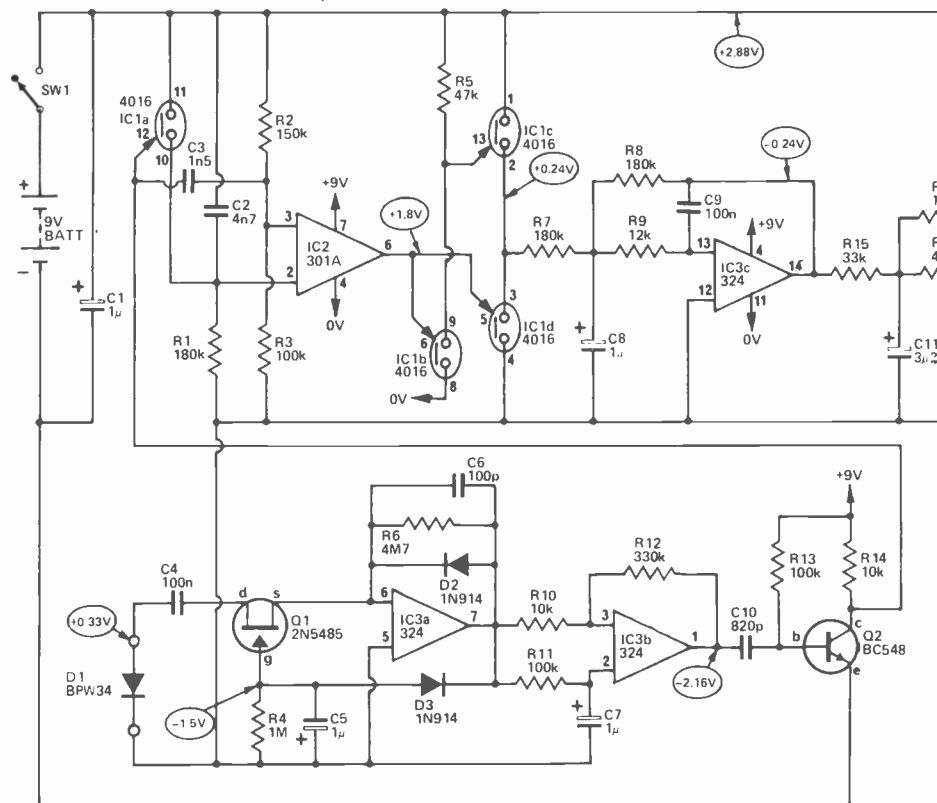 +2.88V
SW1
4016
IC1a
11
12
10
C3
1n5
R2
150k
C2
4n7
R5
47k
1
13
IC1c
4016
2
+0.24V
R8
180k
-0 24V
C9
100n
+
9V
BATT
-
+9V
3
7
IC2
301A
6
2
4
0V
+1.8V
R7
180k
R9
12k
+9V
13
4
IC3c
324
14
12
11
0V
R15
33k
R
1
R
4
+
C1
1μ
R1
180k
R3
100k
9
6
IC1b
4016
8
0V
3
5
IC1d
4016
4
+
C8
1μ
+
C11
3μ3
C6
100p
R6
4M7
D2
1N914
+9V
C4
100n
d
s
Q1
2N5485
g
6
IC3a
324
7
5
R10
10k
R12
330k
3
IC3b
324
1
2
R13
100k
R14
10k
C10
820p
c
b
Q2
BC548
e
+0 33V
D1
BPW34
-1 5V
R4
1M
C5
1μ
+
D3
1N914
R11
100k
+
C7
1μ
-2.16V